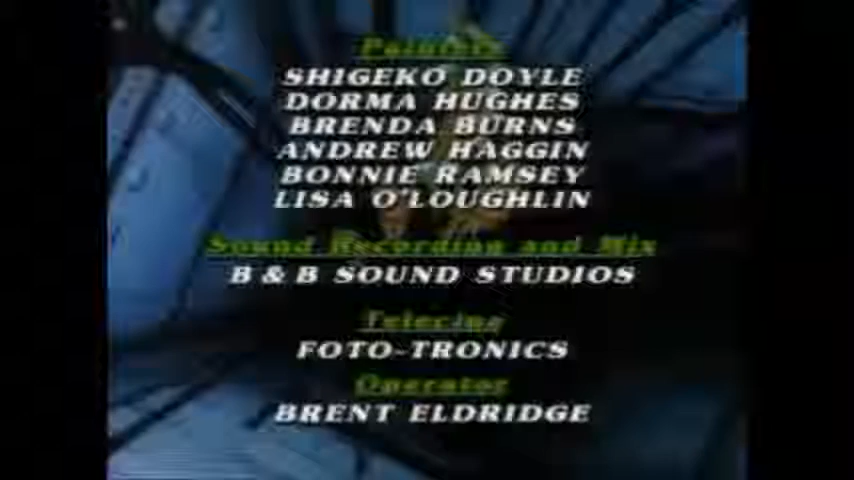 Painters
SHIGEKO DOYLE
DORMA HUGHES
BRENDA BURNS
ANDREW HAGGIN
BONNIE RAMSEY
LISA O'LOUGHLIN
Sound Recording and Mix
B & B SOUND STUDIOS
Telecine
FOTO-TRONICS
Operator
BRENT ELDRIDGE